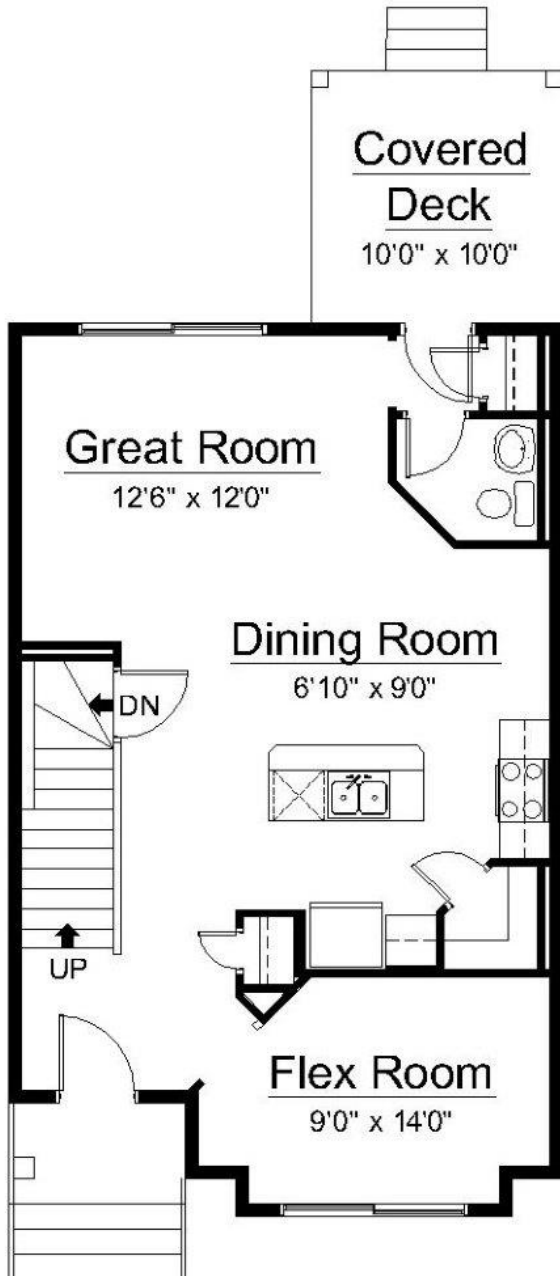 Covered
Deck
10'0" x 10'0"
Great Room
12'6" x 12'0"
Dining Room
6'10" x 9'0"
DN
UP
Flex Room
9'0" x 14'0"